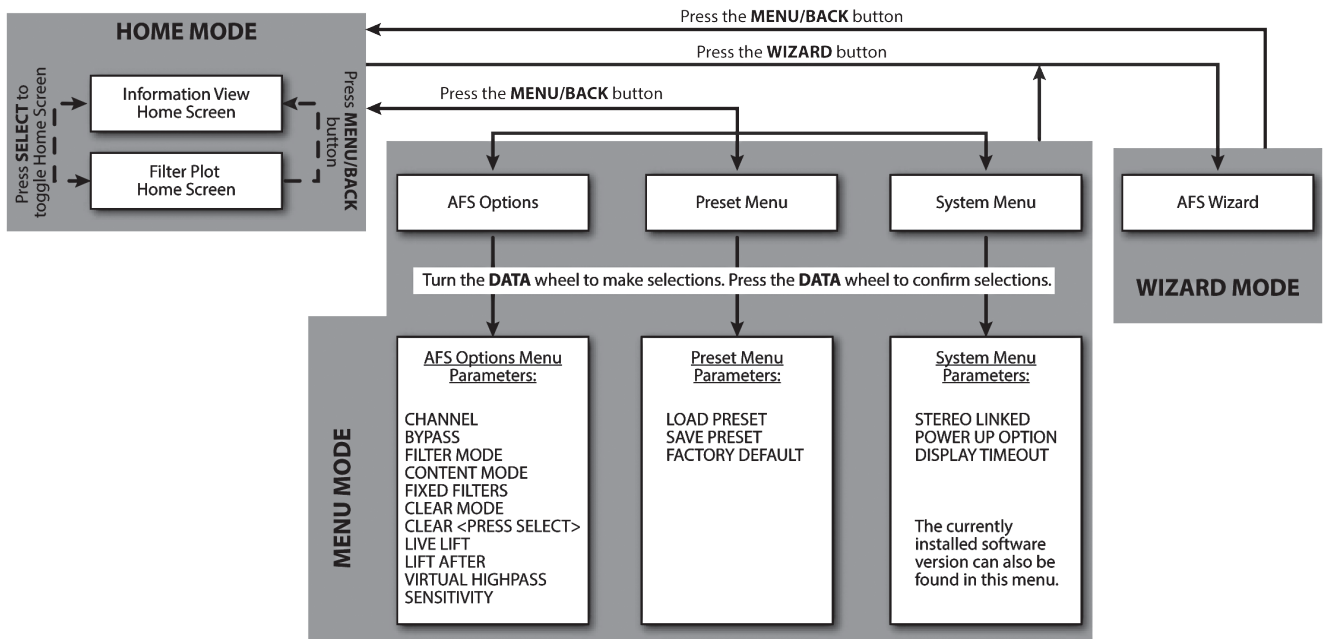 HOME MODE
Press the MENU/BACK button
Press the WIZARD button
Press the MENU/BACK button
Press SELECT to
toggle Home Screen
Information View
Home Screen
Filter Plot
Home Screen
Press MENU/BACK
button
AFS Options
Preset Menu
System Menu
AFS Wizard
WIZARD MODE
Turn the DATA wheel to make selections. Press the DATA wheel to confirm selections.
MENU MODE
AFS Options Menu
Parameters:
CHANNEL
BYPASS
FILTER MODE
CONTENT MODE
FIXED FILTERS
CLEAR MODE
CLEAR <PRESS SELECT>
LIVE LIFT
LIFT AFTER
VIRTUAL HIGHPASS
SENSITIVITY
Preset Menu
Parameters:
LOAD PRESET
SAVE PRESET
FACTORY DEFAULT
System Menu
Parameters:
STEREO LINKED
POWER UP OPTION
DISPLAY TIMEOUT
The currently
installed software
version can also be
found in this menu.